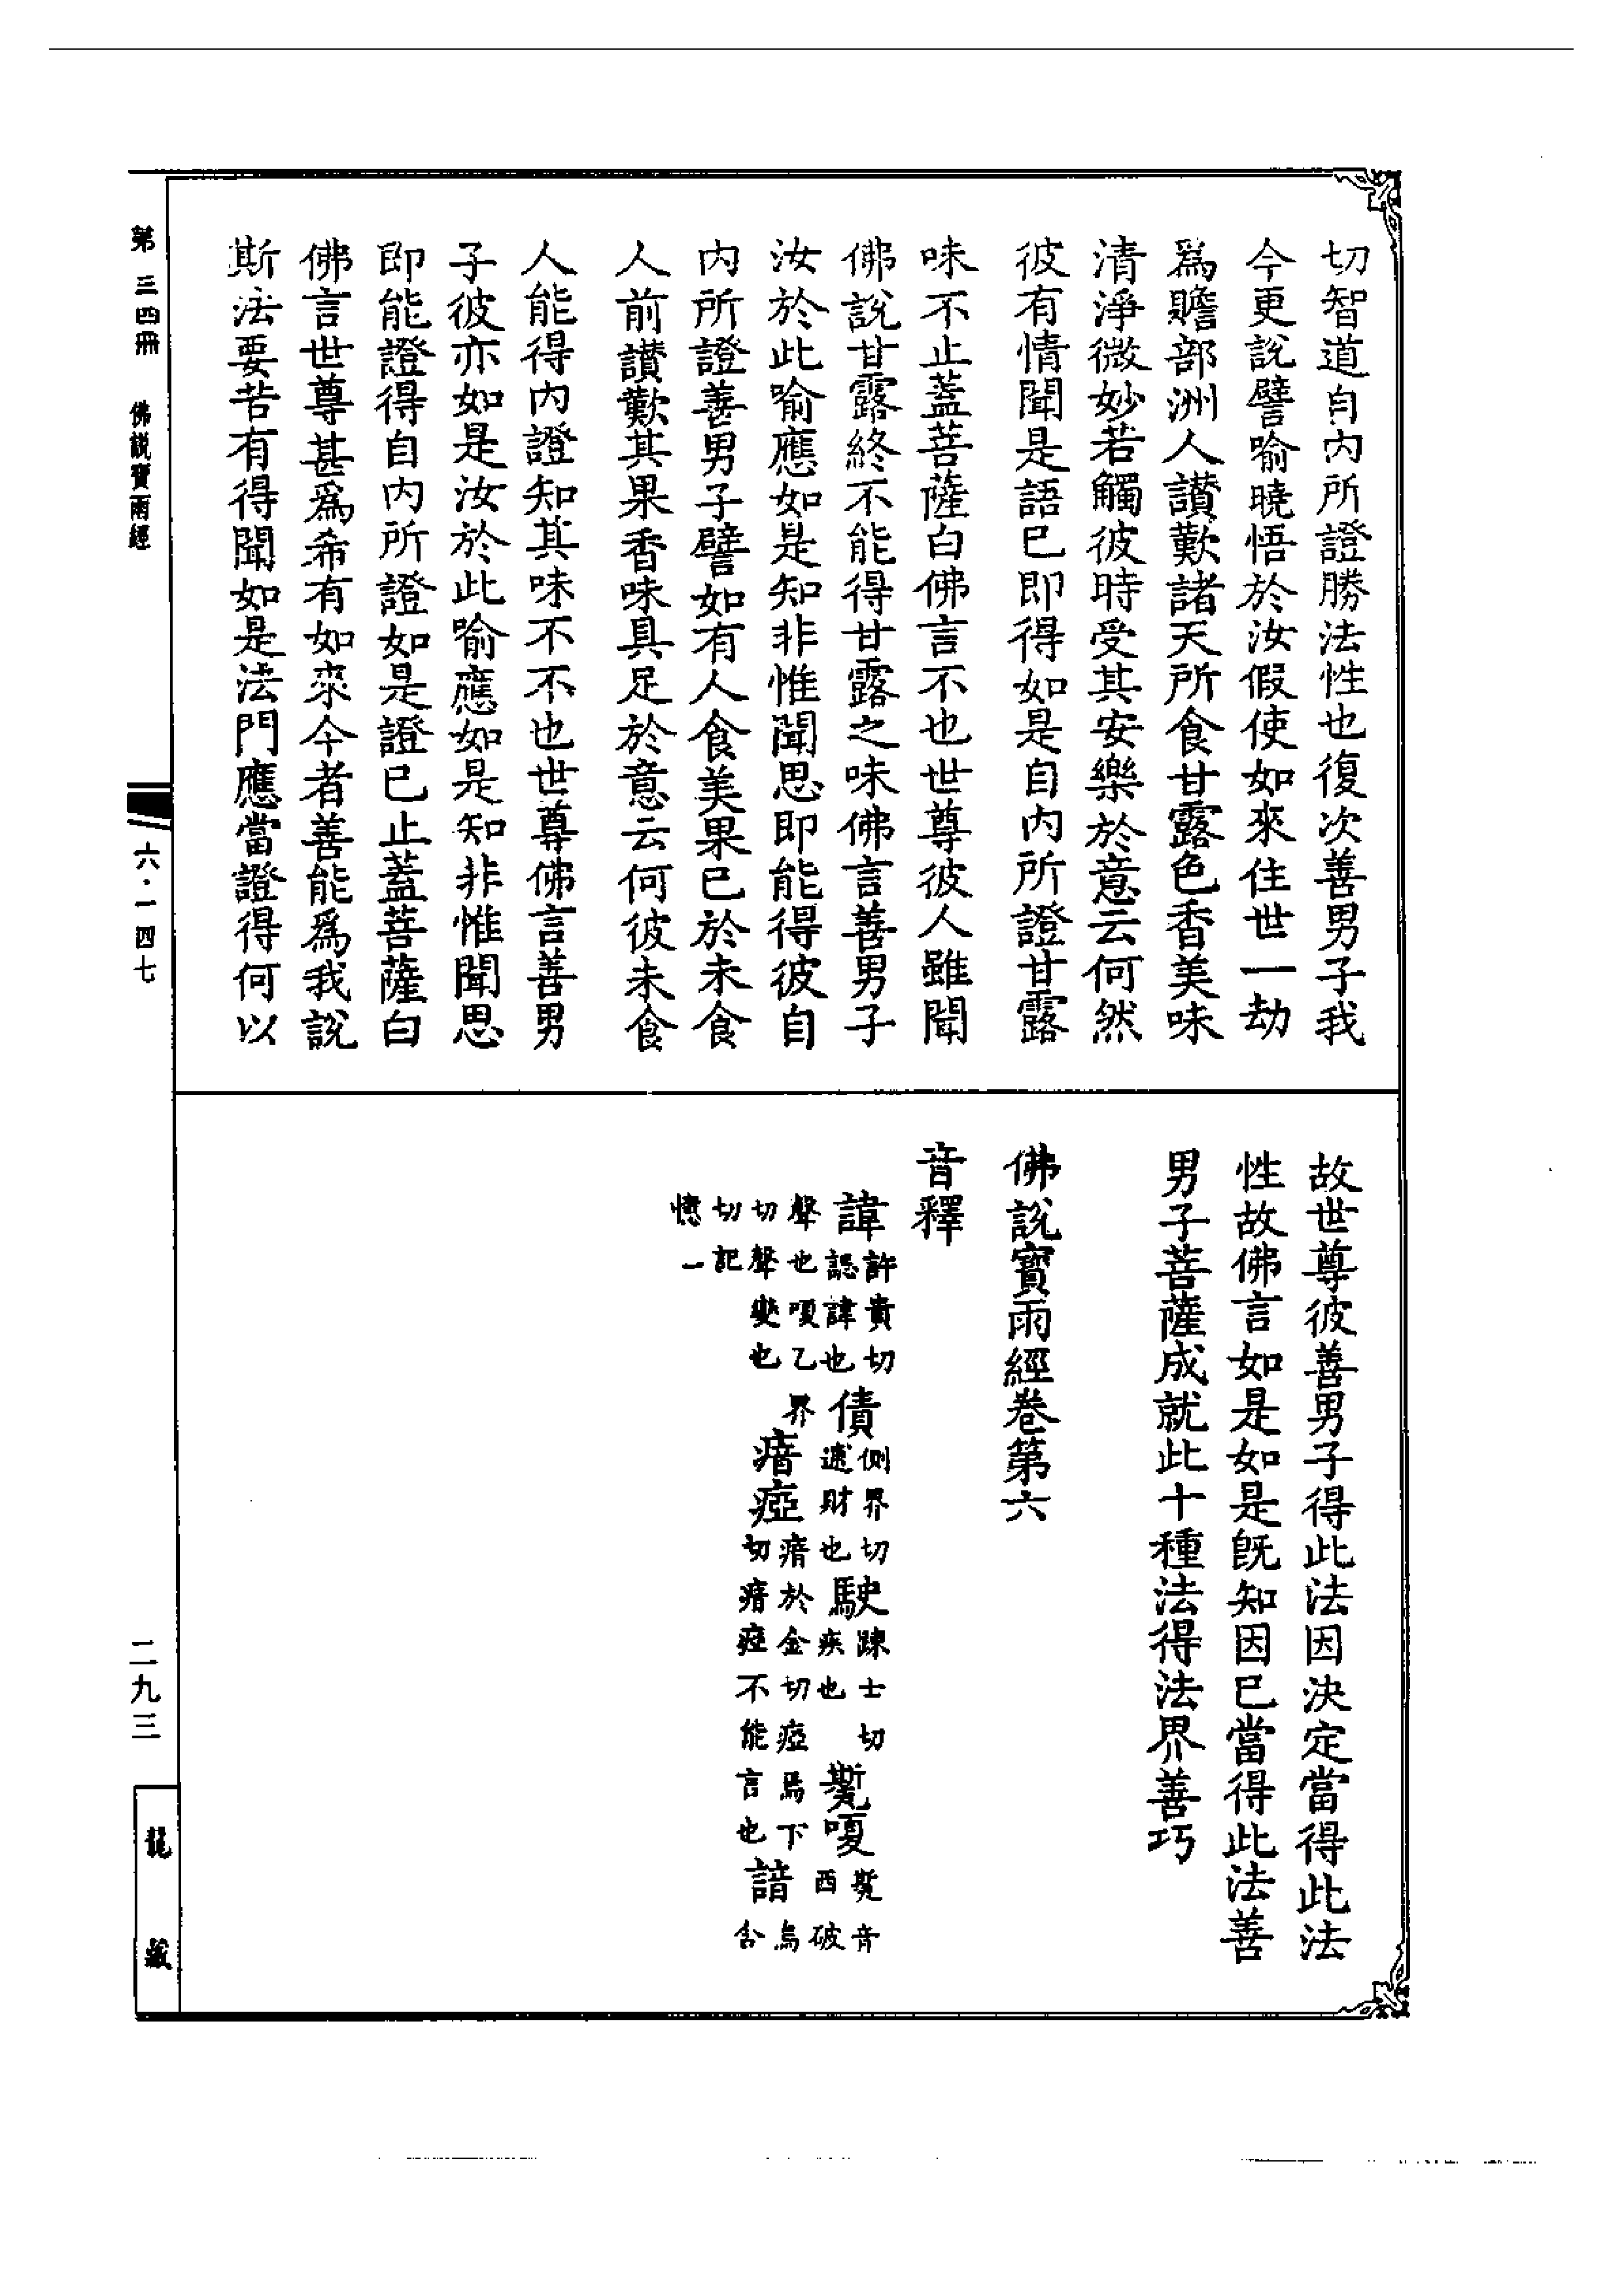 切智道自內所證勝法性也復次善男子我
今更說譬喻曉悟於汝假使如來住世一劫
爲贍部洲人讚歎諸天所食甘露色香美味
清淨微妙若觸彼時受其安樂於意云何然
彼有情聞是語已即得如是自內所證甘露
味不止蓋菩薩白佛言不也世尊彼人雖聞
佛說甘露終不能得甘露之味佛言善男子
汝於此喻應如是知非惟聞思即能得彼自
內所證善男子譬如有人食美果已於未食
人前讚歎其果香味具足於意云何彼未食
人能得內證知其味不不也世尊佛言善男
子彼亦如是汝於此喻應如是知非惟聞思
即能證得自內所證如是證已止蓋菩薩白
佛言世尊甚爲希有如來今者善能爲我說
斯法要若有得聞如是法門應當證得何以
故世尊彼善男子得此法因決定當得此法
性故佛言如是如是旣知因已當得此法善
男子菩薩成就此十種法得法界善巧
佛說寶雨經卷第六
音釋
諱許貴切忌諱也債側界切逋財也駛踈士切疾也㽄嗄㽄音西破
聲也嗄乙界切聲變也瘖瘂瘖於金切瘂焉下切瘖瘂不能言也諳烏含
切記憶一
第三四冊　佛說寶雨經
六·一四七
二九三
龍藏